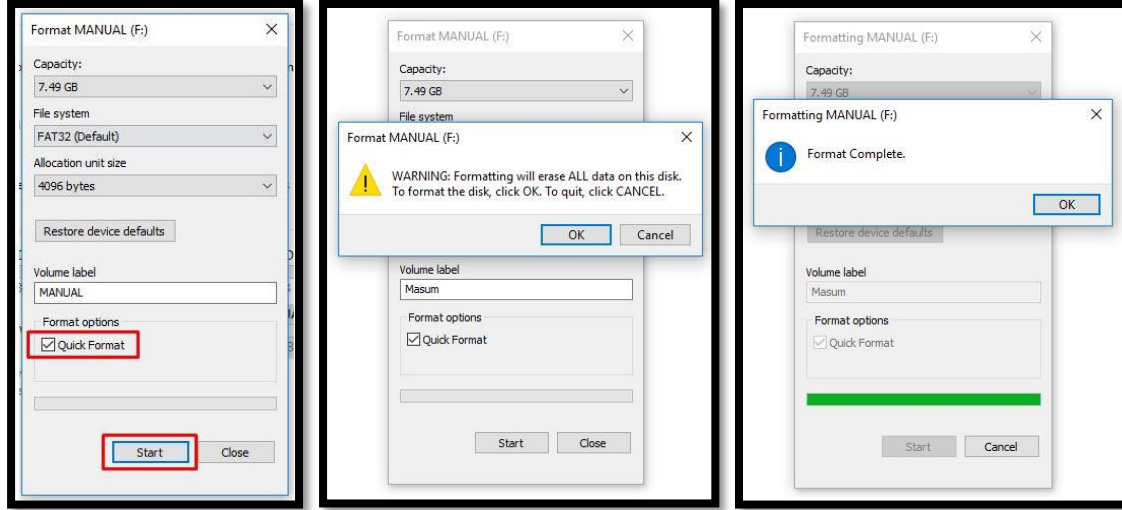 Format MANUAL (F:)
Capacity:
7.49 GB
File system
FAT32 (Default)
Allocation unit size
4096 bytes
Restore device defaults
Volume label
MANUAL
Format options
Quick Format
Start
Close
Format MANUAL (F:)
Capacity:
7.49 GB
File system
Format MANUAL (F:)
WARNING: Formatting will erase ALL data on this disk.
To format the disk, click OK. To quit, click CANCEL.
OK
Cancel
Volume label
Masum
Format options
Quick Format
Start
Close
Formatting MANUAL (F:)
Capacity:
7.49 GB
Formatting MANUAL (F:)
Format Complete.
OK
Restore device defaults
Volume label
Masum
Format options
Quick Format
Start
Cancel